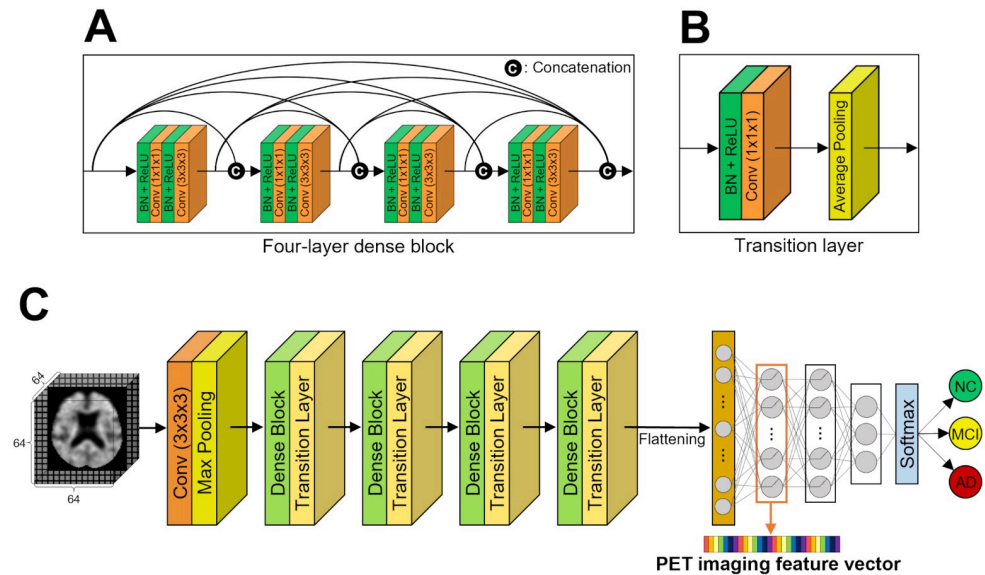 A
C : Concatenation
BN + ReLU
Conv (1x1x1)
BN + ReLU
Conv (3x3x3)
C
BN + ReLU
Conv (1x1x1)
BN + ReLU
Conv (3x3x3)
C
BN + ReLU
Conv (1x1x1)
BN + ReLU
Conv (3x3x3)
C
BN + ReLU
Conv (1x1x1)
BN + ReLU
Conv (3x3x3)
C
Four-layer dense block
B
BN + ReLU
Conv (1x1x1)
Average Pooling
Transition layer
C
64
64
64
Conv (3x3x3)
Max Pooling
Dense Block
Transition Layer
Dense Block
Transition Layer
Dense Block
Transition Layer
Dense Block
Transition Layer
Flattening
Softmax
NC
MCI
AD
PET imaging feature vector